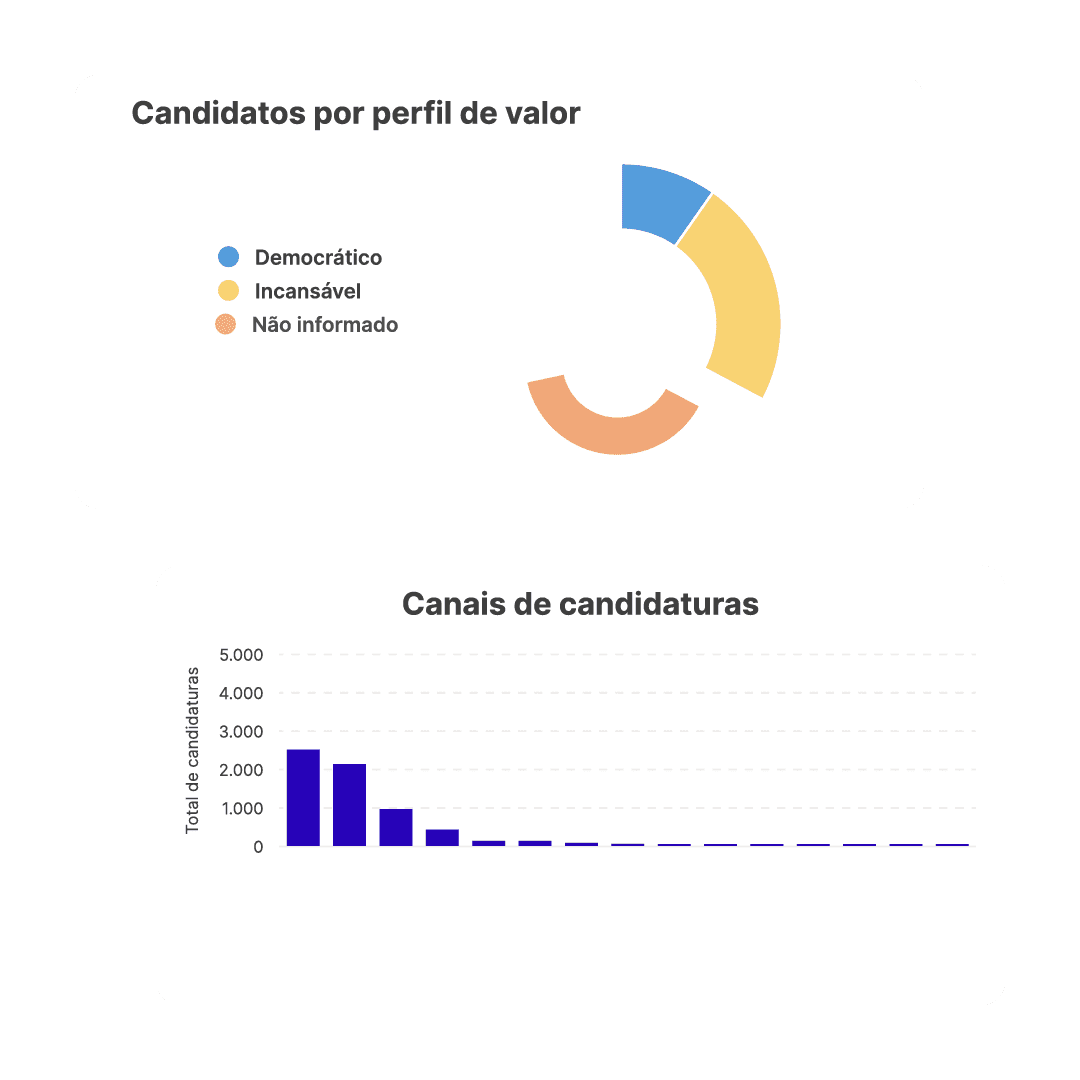 Candidatos por perfil de valor
Democrático
Incansável
Não informado
Canais de candidaturas
Total de candidaturas
5.000
4.000
3.000
2.000
1.000
0